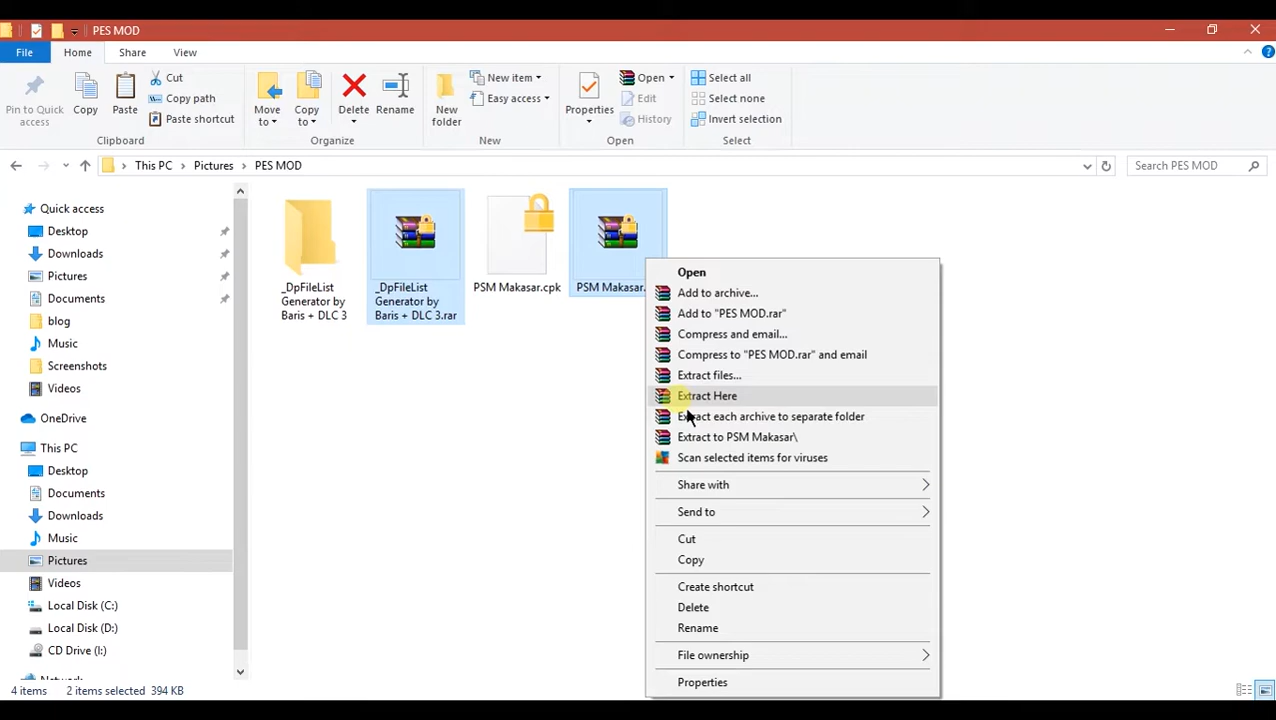 PES MOD
File
Home
Share
View
Pin to Quick
access
Copy
Paste
Cut
Copy path
Paste shortcut
Clipboard
Move
to
Copy
to
Delete
Rename
Organize
New
folder
New item
Easy access
New
Properties
Open
Edit
History
Open
Select all
Select none
Invert selection
Select
This PC
Pictures
PES MOD
Search PES MOD
Quick access
Desktop
Downloads
Pictures
Documents
blog
Music
Screenshots
Videos
OneDrive
This PC
Desktop
Documents
Downloads
Music
Pictures
Videos
Local Disk (C:)
Local Disk (D:)
CD Drive (I:)
_DpFileList
Generator by
Baris + DLC 3
_DpFileList
Generator by
Baris + DLC 3.rar
PSM Makasar.cpk
PSM Makasar.
Open
Add to archive...
Add to "PES MOD.rar"
Compress and email...
Compress to "PES MOD.rar" and email
Extract files...
Extract Here
Extract each archive to separate folder
Extract to PSM Makasar\
Scan selected items for viruses
Share with
Send to
Cut
Copy
Create shortcut
Delete
Rename
File ownership
Properties
4 items
2 items selected 394 KB